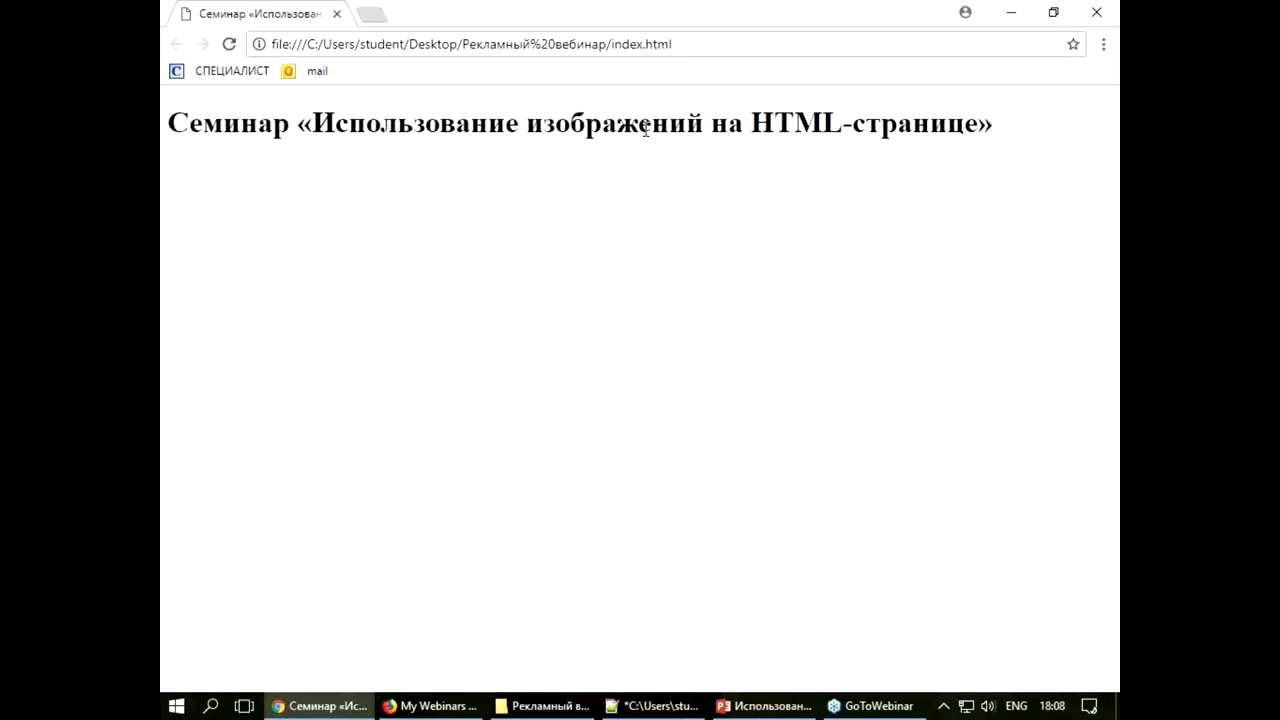 Семинар «Использован
file:///C:/Users/student/Desktop/Рекламный%20вебинар/index.html
C СПЕЦИАЛИСТ O mail
Семинар «Использование изображений на HTML-странице»
Семинар «Ис... My Webinars ... Рекламный в... *C:\Users\stu... Использован... GoToWebinar ENG 18:08